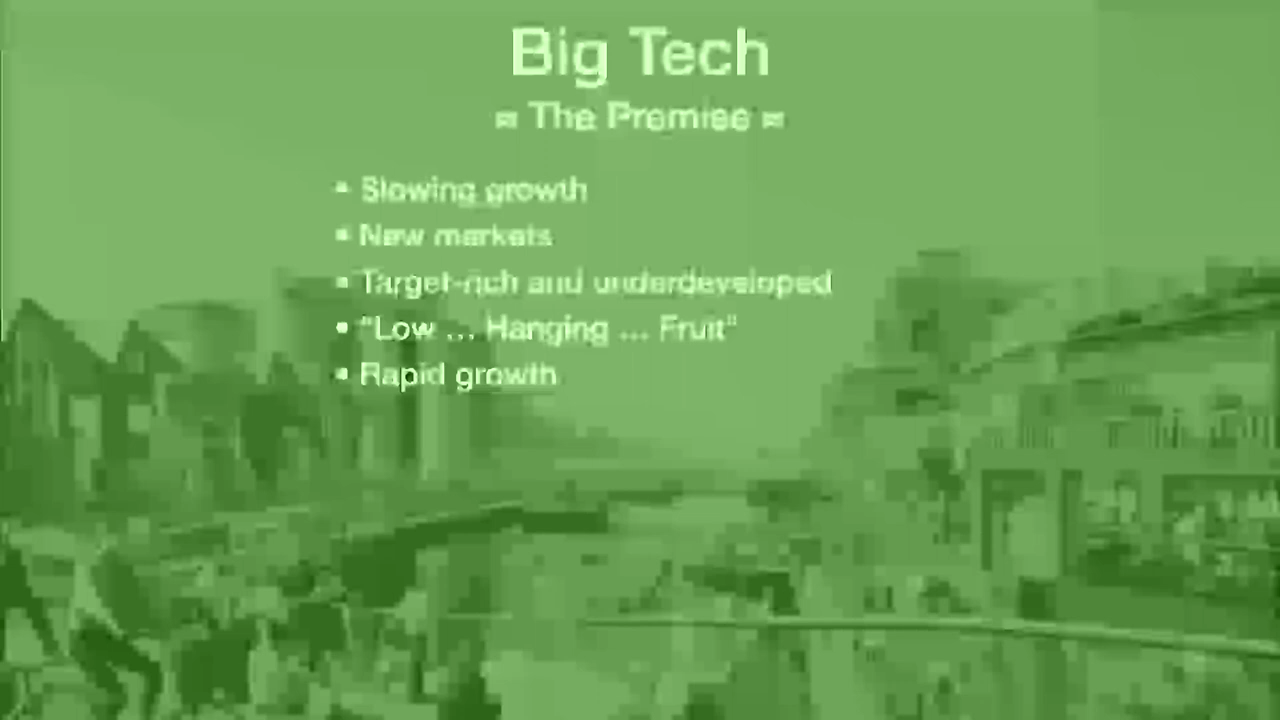 Big Tech
≈ The Premise ≈
• Slowing growth
• New markets
• Target-rich and underdeveloped
• “Low ... Hanging ... Fruit”
• Rapid growth